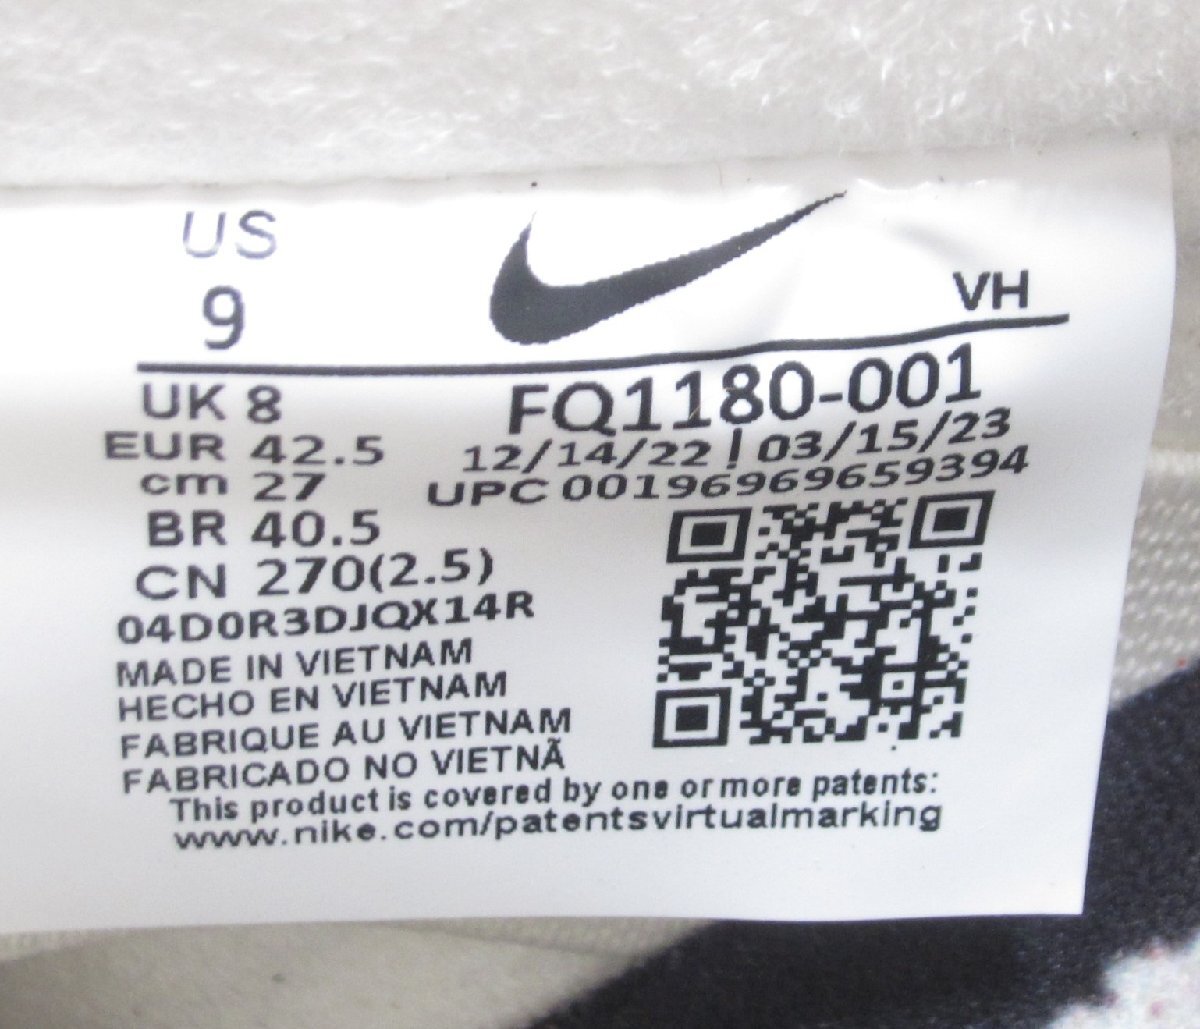 US
9
VH
UK 8
EUR 42.5
cm 27
BR 40.5
CN 270(2.5)
FQ1180-001
12/14/22 | 03/15/23
UPC 00196969659394
04D0R3DJQX14R
MADE IN VIETNAM
HECHO EN VIETNAM
FABRIQUE AU VIETNAM
FABRICADO NO VIETNÃ
This product is covered by one or more patents:
www.nike.com/patentsvirtualmarking